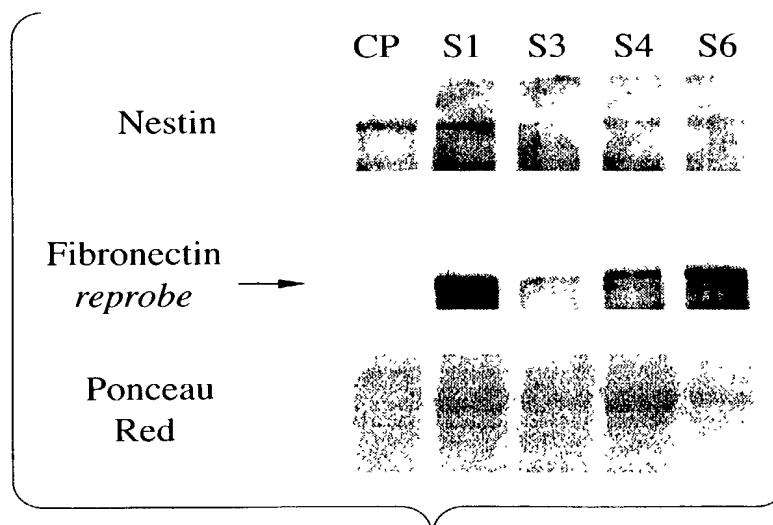 CP S1 S3 S4 S6
Nestin
Fibronectin
reprobe
Ponceau
Red